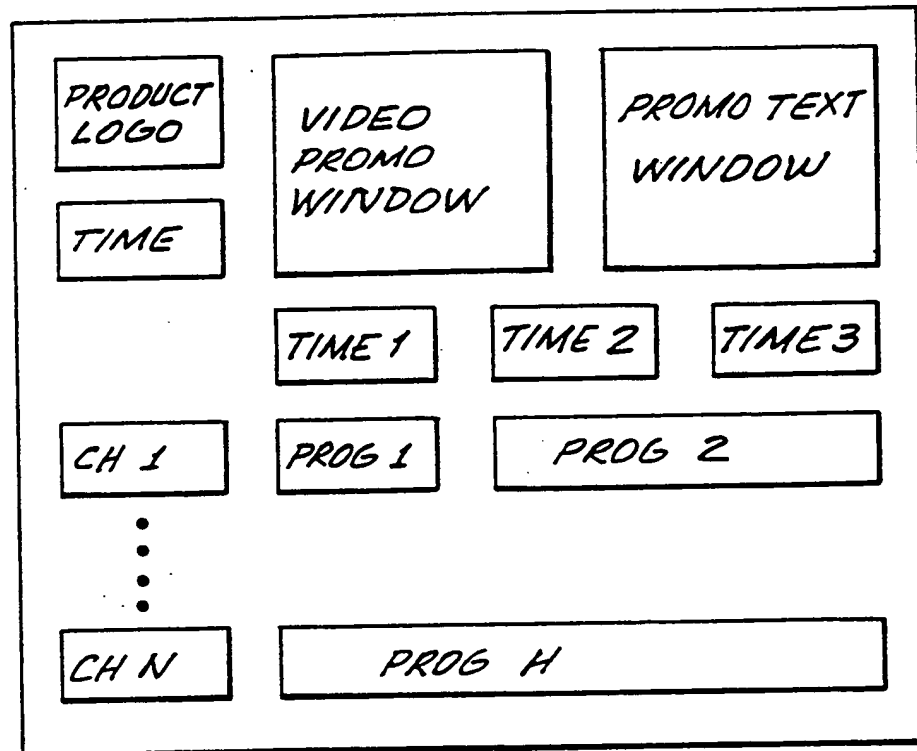 PRODUCT
LOGO
VIDEO
PROMO
WINDOW
PROMO TEXT
WINDOW
TIME
TIME 1
TIME 2
TIME 3
CH 1
PROG 1
PROG 2
CH N
PROG H